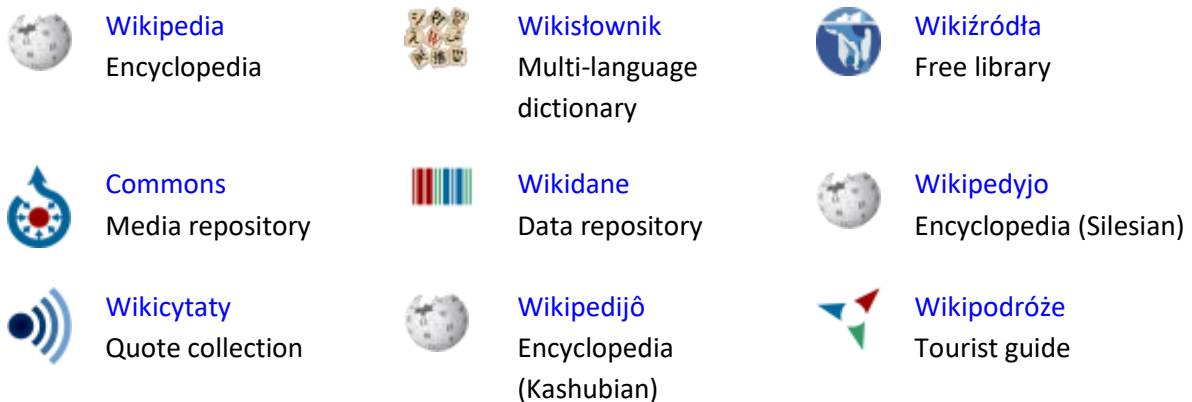 Wikipedia
Encyclopedia
Wikisłownik
Multi-language
dictionary
Wikiźródła
Free library
Commons
Media repository
Wikidane
Data repository
Wikipedyjo
Encyclopedia (Silesian)
Wikicytaty
Quote collection
Wikipedijô
Encyclopedia
(Kashubian)
Wikipodróże
Tourist guide